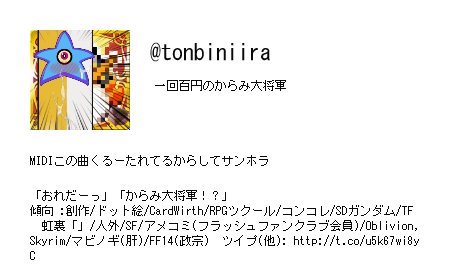 @tonbiniira
一回百円のからみ大将軍
MIDIこの曲くるーたれてるからしてサンホラ
「おれだーっ」「からみ大将軍！？」
傾向：創作/ドット絵/CardWirth/RPGツクール/コンコレ/SDガンダム/TF
虹裏「」/人外/SF/アメコミ(フラッシュファンクラブ会員)/Oblivion,
Skyrim/マビノギ(肝)/FF14(政宗)　ツイプ(他): http://t.co/u5k67wi8y
C